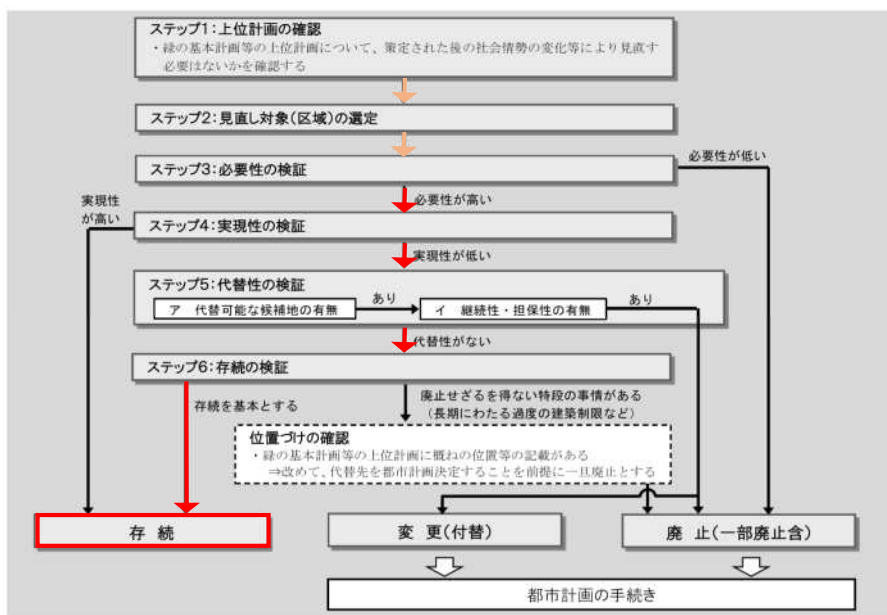 ステップ1:上位計画の確認
・緑の基本計画等の上位計画について、策定された後の社会情勢の変化等により見直す
必要はないかを確認する
ステップ2:見直し対象(区域)の選定
ステップ3:必要性の検証
必要性が低い
必要性が高い
実現性
が高い
ステップ4:実現性の検証
実現性が低い
ステップ5:代替性の検証
ア 代替可能な候補地の有無
あり
イ 継続性・担保性の有無
あり
代替性がない
ステップ6:存続の検証
存続を基本とする
廃止せざるを得ない特段の事情がある
(長期にわたる過度の建築制限など)
位置づけの確認
・緑の基本計画等の上位計画に概ねの位置等の記載がある
⇒改めて、代替先を都市計画決定することを前提に一旦廃止とする
存 続
変 更(付替)
廃 止(一部廃止含)
都市計画の手続き